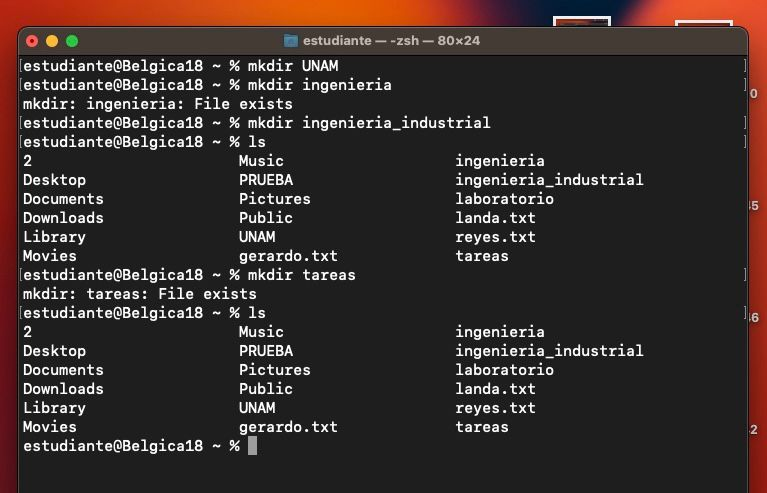 estudiante — -zsh — 80×24
[estudiante@Belgica18 ~ % mkdir UNAM ]
[estudiante@Belgica18 ~ % mkdir ingenieria ]
mkdir: ingenieria: File exists
[estudiante@Belgica18 ~ % mkdir ingenieria_industrial ]
[estudiante@Belgica18 ~ % ls ]
2 Music ingenieria
Desktop PRUEBA ingenieria_industrial
Documents Pictures laboratorio
Downloads Public landa.txt
Library UNAM reyes.txt
Movies gerardo.txt tareas
[estudiante@Belgica18 ~ % mkdir tareas ]
mkdir: tareas: File exists
[estudiante@Belgica18 ~ % ls ]
2 Music ingenieria
Desktop PRUEBA ingenieria_industrial
Documents Pictures laboratorio
Downloads Public landa.txt
Library UNAM reyes.txt
Movies gerardo.txt tareas
estudiante@Belgica18 ~ %